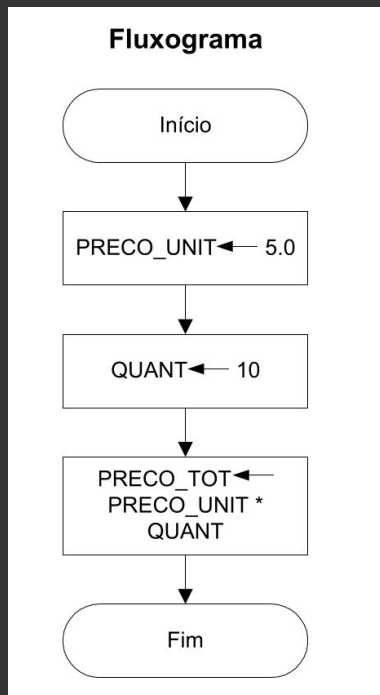 Fluxograma
Início
PRECO_UNIT ← 5.0
QUANT ← 10
PRECO_TOT ←
PRECO_UNIT *
QUANT
Fim